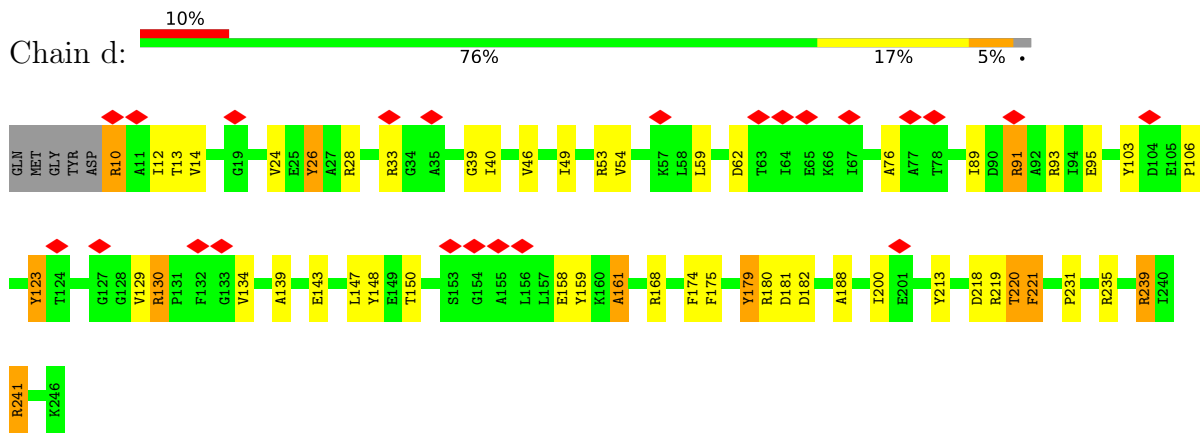 10%
Chain d:
76% 17% 5% •
GLN MET GLY TYR ASP R10 A11 I12 T13 V14 G19 V24 E25 Y26 A27 R28 R33 G34 A35 G39 I40 V46 I49 R53 V54 K57 L58 L59 D62 T63 I64 E65 K66 I67 A76 A77 T78 I89 D90 R91 A92 R93 I94 E95 Y103 D104 E105 P106
Y123 T124 G127 G128 V129 R130 P131 F132 G133 V134 A139 E143 L147 Y148 E149 T150 S153 G154 A155 L156 L157 E158 Y159 K160 A161 R168 F174 F175 Y179 R180 D181 D182 A188 I200 E201 Y213 D218 R219 T220 F221 P231 R235 R239 I240
R241 K246